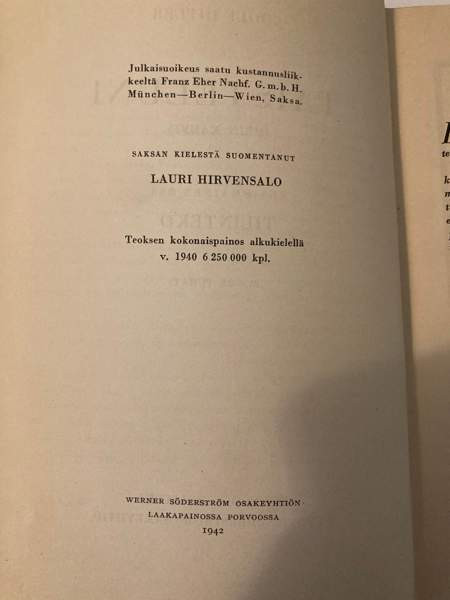 Julkaisuoikeus saatu kustannusliik-
keeltä Franz Eher Nachf. G. m. b. H.
München—Berlin—Wien, Saksa.
SAKSAN KIELESTÄ SUOMENTANUT
LAURI HIRVENSALO
Teoksen kokonaispainos alkukielellä
v. 1940 6 250 000 kpl.
WERNER SÖDERSTRÖM OSAKEYHTIÖN
LAAKAPAINOSSA PORVOOSSA
1942